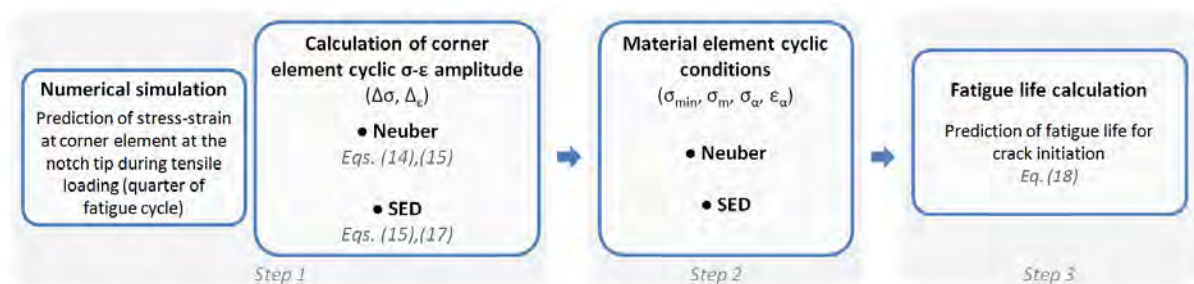 Numerical simulation
Prediction of stress-strain
at corner element at the
notch tip during tensile
loading (quarter of
fatigue cycle)
Calculation of corner
element cyclic σ-ε amplitude
(Δσ, Δε)
● Neuber
Eqs. (14),(15)
● SED
Eqs. (15),(17)
Step 1
Material element cyclic
conditions
(σmin, σm, σα, εα)
● Neuber
● SED
Step 2
Fatigue life calculation
Prediction of fatigue life for
crack initiation
Eq. (18)
Step 3